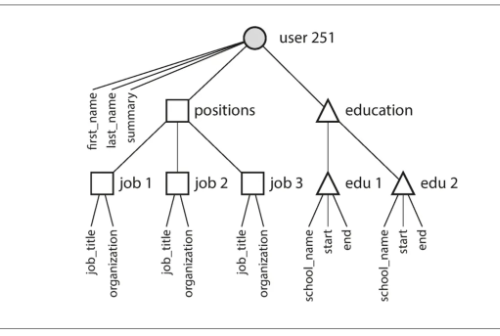 user 251
first_name
last_name
summary
positions
education
job 1
job 2
job 3
edu 1
edu 2
job_title
organization
job_title
organization
job_title
organization
school_name
start
end
school_name
start
end